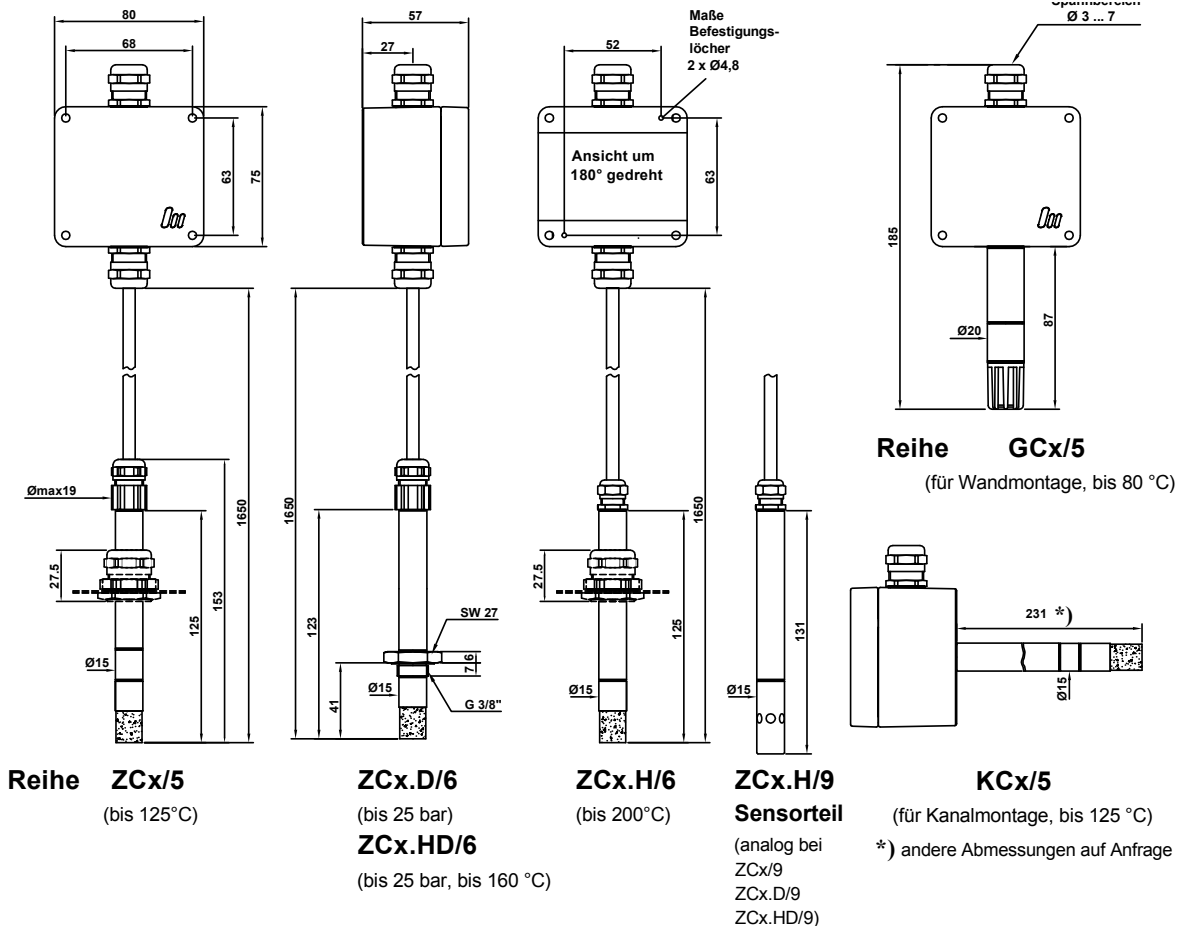 80
68
57
27
52
Maße
Befestigungs-
löcher
2 x Ø4,8
Spannbereich
Ø 3 ... 7
63
75
Ansicht um
180° gedreht
63
185
87
Ø20
Reihe GCx/5
(für Wandmontage, bis 80 °C)
Ømax19
27.5
125
153
1650
Ø15
1650
123
41
SW 27
7 6
Ø15
G 3/8"
27.5
125
1650
Ø15
131
Ø15
231 *)
Ø15
Reihe ZCx/5
(bis 125°C)
ZCx.D/6
(bis 25 bar)
ZCx.HD/6
(bis 25 bar, bis 160 °C)
ZCx.H/6
(bis 200°C)
ZCx.H/9
Sensorteil
(analog bei
ZCx/9
ZCx.D/9
ZCx.HD/9)
KCx/5
(für Kanalmontage, bis 125 °C)
*) andere Abmessungen auf Anfrage